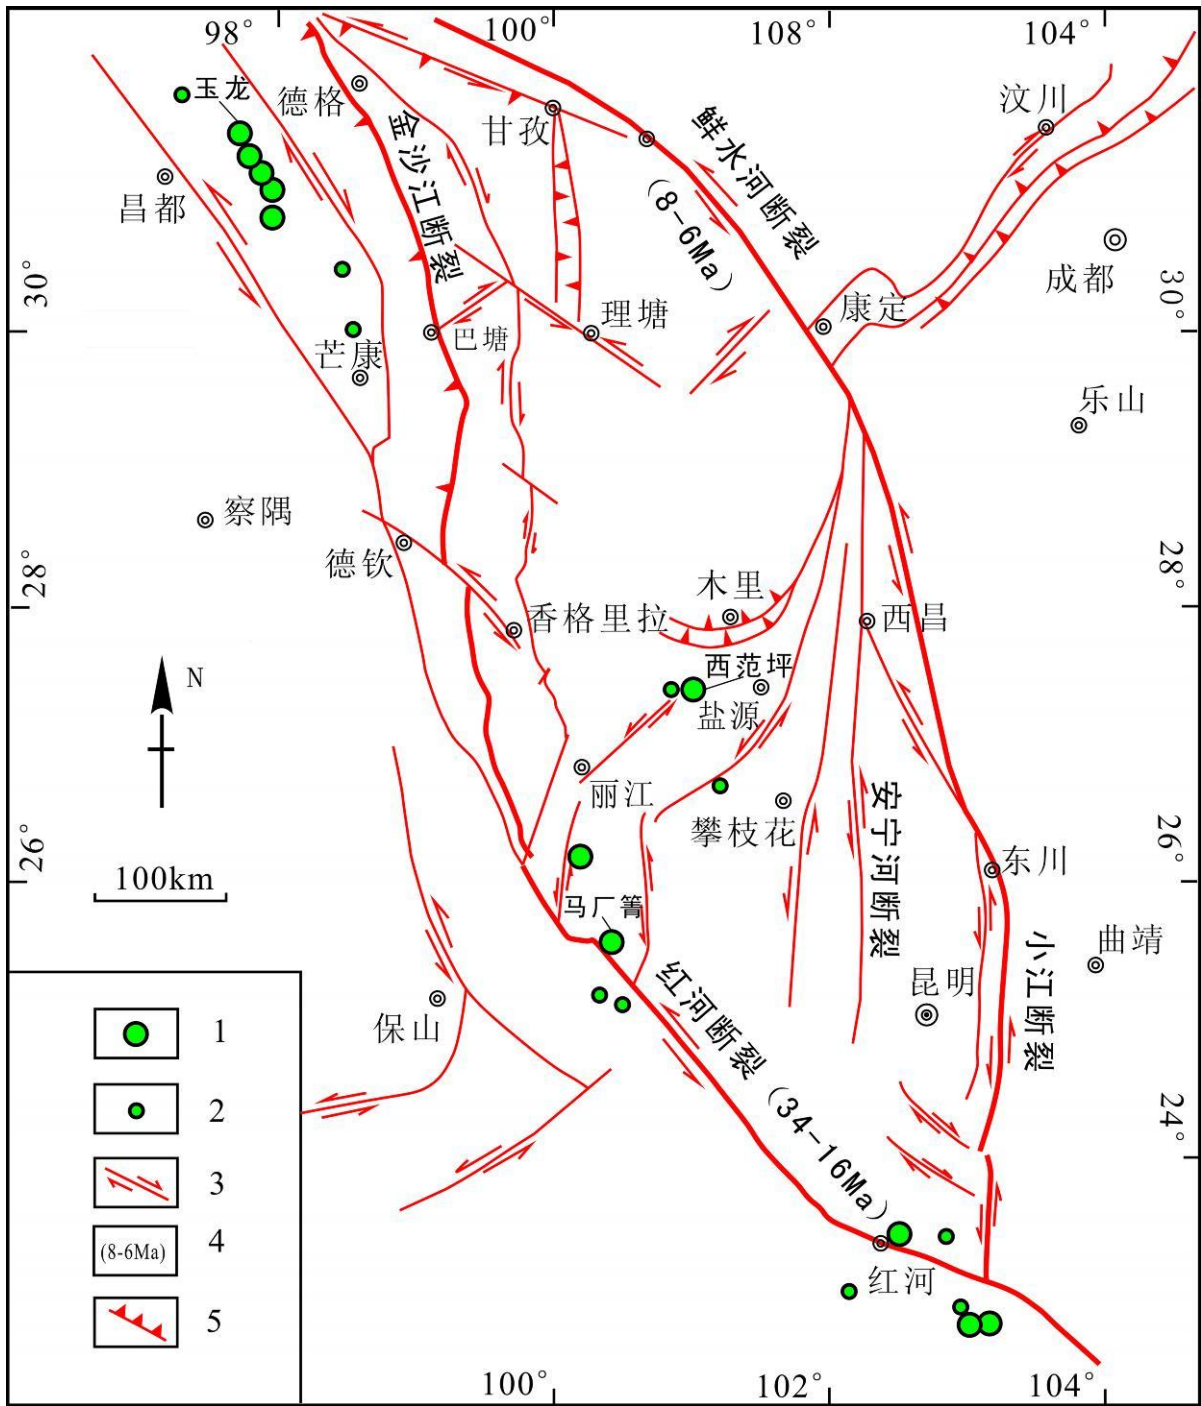 98°
100°
108°
104°
玉龙
德格
甘孜
汶川
昌都
金沙江断裂
鲜水河断裂
(8-6Ma)
成都
30°
30°
理塘
康定
巴塘
芒康
乐山
察隅
德钦
28°
28°
木里
香格里拉
西昌
N
西范坪
盐源
丽江
攀枝花
安宁河断裂
26°
26°
东川
100km
马厂箐
曲靖
小江断裂
昆明
红河断裂
(34-16Ma)
保山
24°
1
2
3
(8-6Ma)
4
5
红河
100°
102°
104°